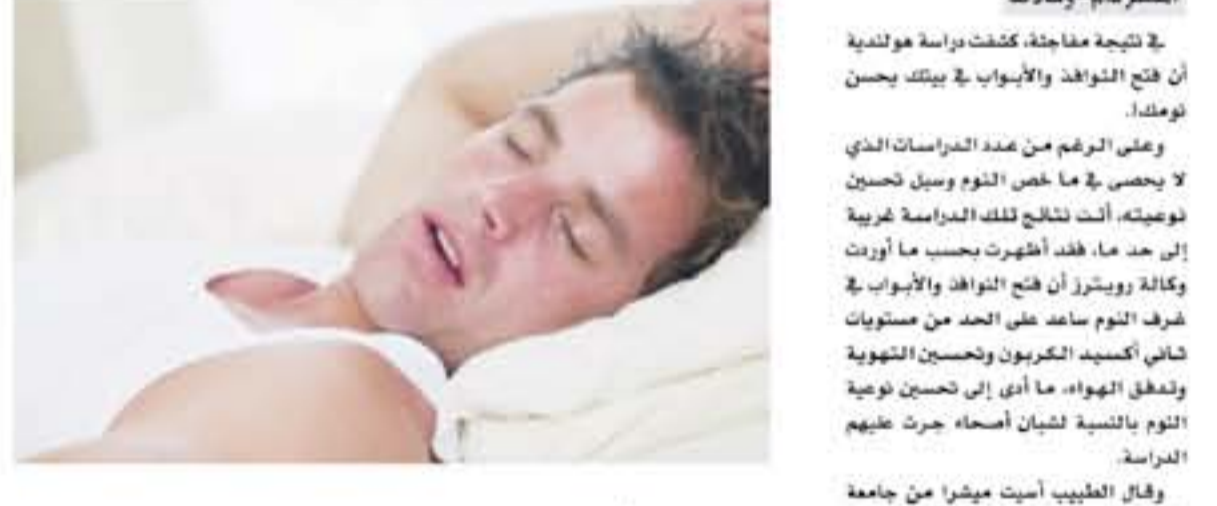 في نتيجة مفاجئة، كشفت دراسة هولندية
أن فتح النوافذ والأبواب في بيتك يحسن
نومك!.
وعلى الرغم من عدد الدراسات الذي
لا يحصى في ما خص النوم وسبل تحسين
نوعيته، أتت نتائج تلك الدراسة غريبة
إلى حد ما، فقد أظهرت بحسب ما أوردت
وكالة رويترز أن فتح النوافذ والأبواب في
غرف النوم ساعد على الحد من مستويات
ثاني أكسيد الكربون وتحسين التهوية
وتدفق الهواء، ما أدى إلى تحسين نوعية
النوم بالنسبة لشبان أصحاء جرت عليهم
الدراسة.
وقال الطبيب أسيت ميشرا من جامعة